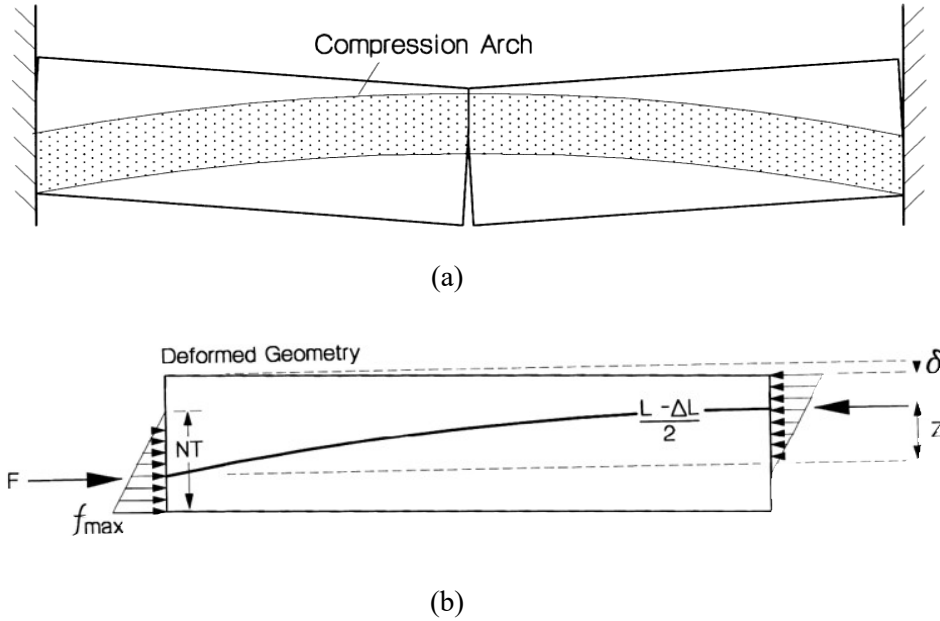 Compression Arch
(a)
Deformed Geometry
δ
L - ΔL
2
NT
Z
F
fmax
(b)